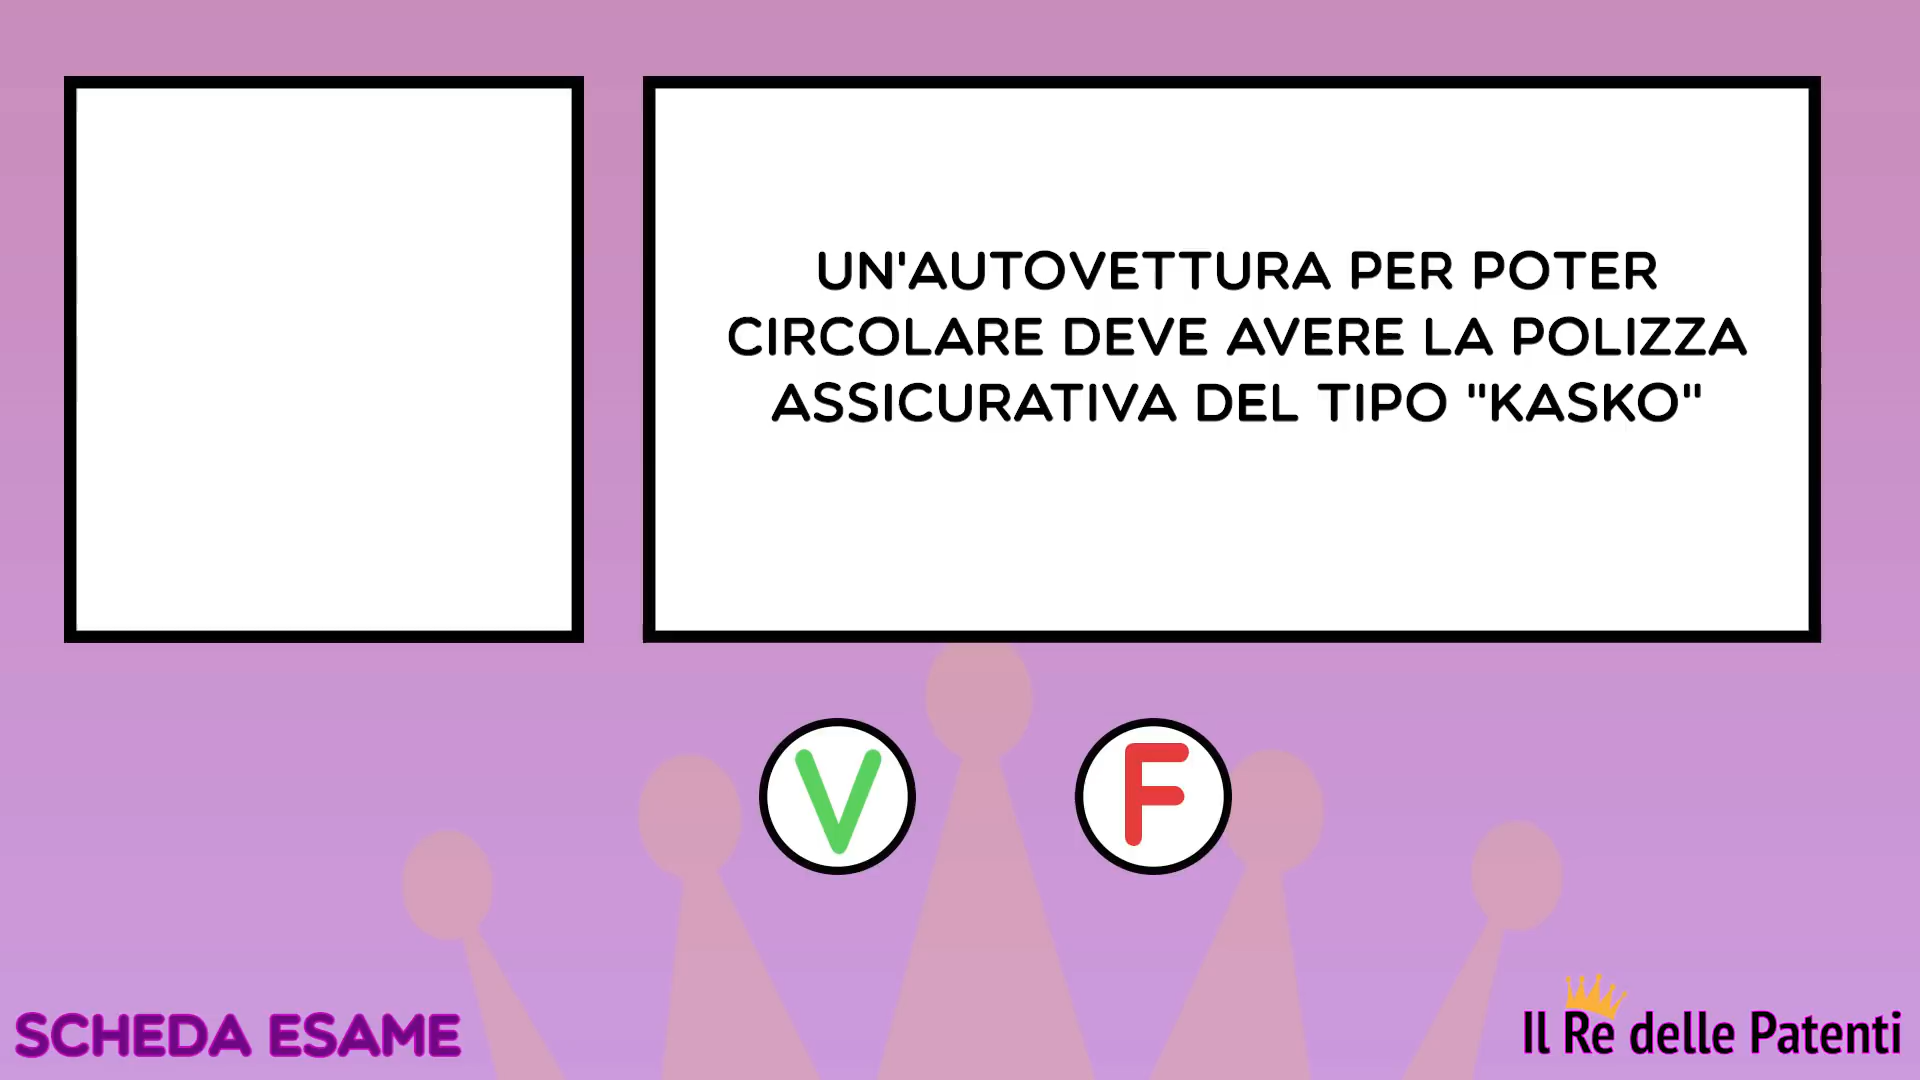 UN'AUTOVETTURA PER POTER
CIRCOLARE DEVE AVERE LA POLIZZA
ASSICURATIVA DEL TIPO "KASKO"
V F
SCHEDA ESAME
Il Re delle Patenti